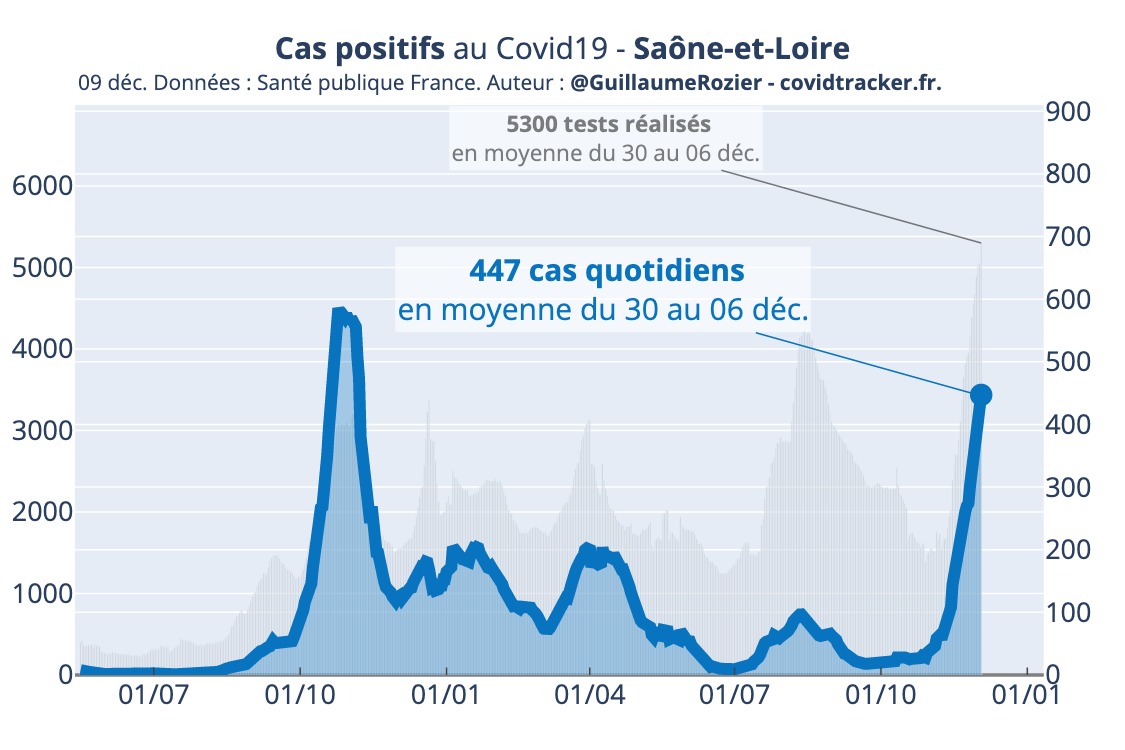 Cas positifs au Covid19 - Saône-et-Loire
09 déc. Données : Santé publique France. Auteur : @GuillaumeRozier - covidtracker.fr.
5300 tests réalisés
en moyenne du 30 au 06 déc.
447 cas quotidiens
en moyenne du 30 au 06 déc.
6000
5000
4000
3000
2000
1000
0
900
800
700
600
500
400
300
200
100
0
01/07 01/10 01/01 01/04 01/07 01/10 01/01